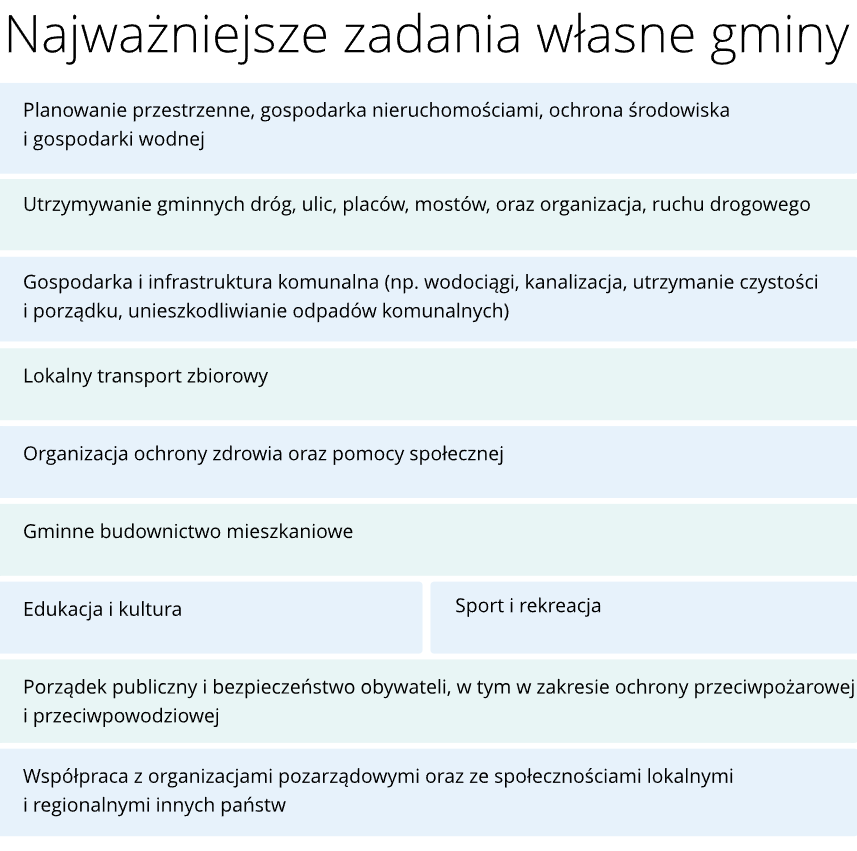 Najważniejsze zadania własne gminy
Planowanie przestrzenne, gospodarka nieruchomościami, ochrona środowiska
i gospodarki wodnej
Utrzymywanie gminnych dróg, ulic, placów, mostów, oraz organizacja, ruchu drogowego
Gospodarka i infrastruktura komunalna (np. wodociągi, kanalizacja, utrzymanie czystości
i porządku, unieszkodliwianie odpadów komunalnych)
Lokalny transport zbiorowy
Organizacja ochrony zdrowia oraz pomocy społecznej
Gminne budownictwo mieszkaniowe
Edukacja i kultura
Sport i rekreacja
Porządek publiczny i bezpieczeństwo obywateli, w tym w zakresie ochrony przeciwpożarowej
i przeciwpowodziowej
Współpraca z organizacjami pozarządowymi oraz ze społecznościami lokalnymi
i regionalnymi innych państw